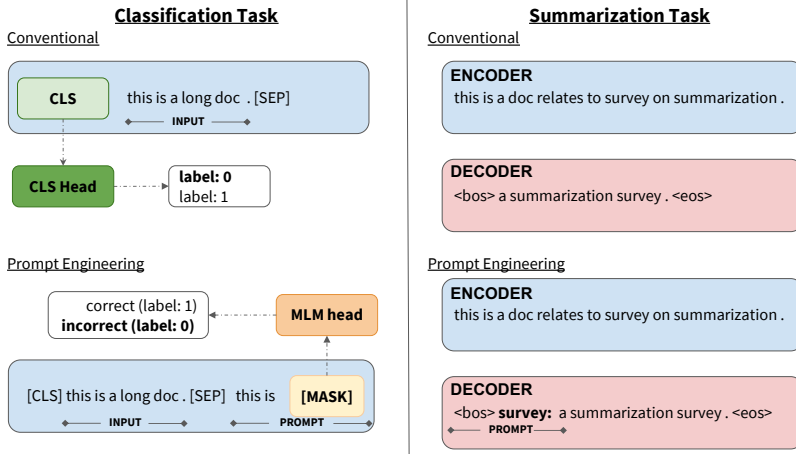 Classification Task
Conventional
CLS
this is a long doc . [SEP]
INPUT
CLS Head
label: 0
label: 1
Prompt Engineering
correct (label: 1)
incorrect (label: 0)
MLM head
[CLS] this is a long doc . [SEP] this is [MASK]
INPUT
PROMPT
Summarization Task
Conventional
ENCODER
this is a doc relates to survey on summarization .
DECODER
<bos> a summarization survey . <eos>
Prompt Engineering
ENCODER
this is a doc relates to survey on summarization .
DECODER
<bos> survey: a summarization survey . <eos>
PROMPT